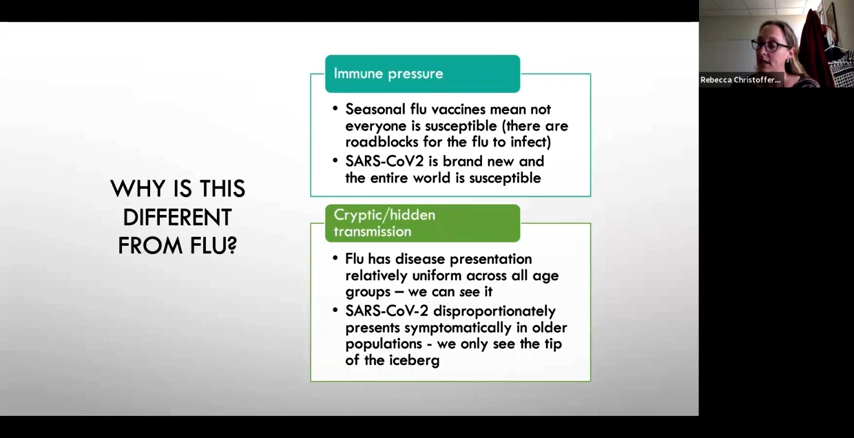 WHY IS THIS
DIFFERENT
FROM FLU?
Immune pressure
• Seasonal flu vaccines mean not
everyone is susceptible (there are
roadblocks for the flu to infect)
• SARS-CoV2 is brand new and
the entire world is susceptible
Cryptic/hidden
transmission
• Flu has disease presentation
relatively uniform across all age
groups – we can see it
• SARS-CoV-2 disproportionately
presents symptomatically in older
populations - we only see the tip
of the iceberg
Rebecca Christoffer...